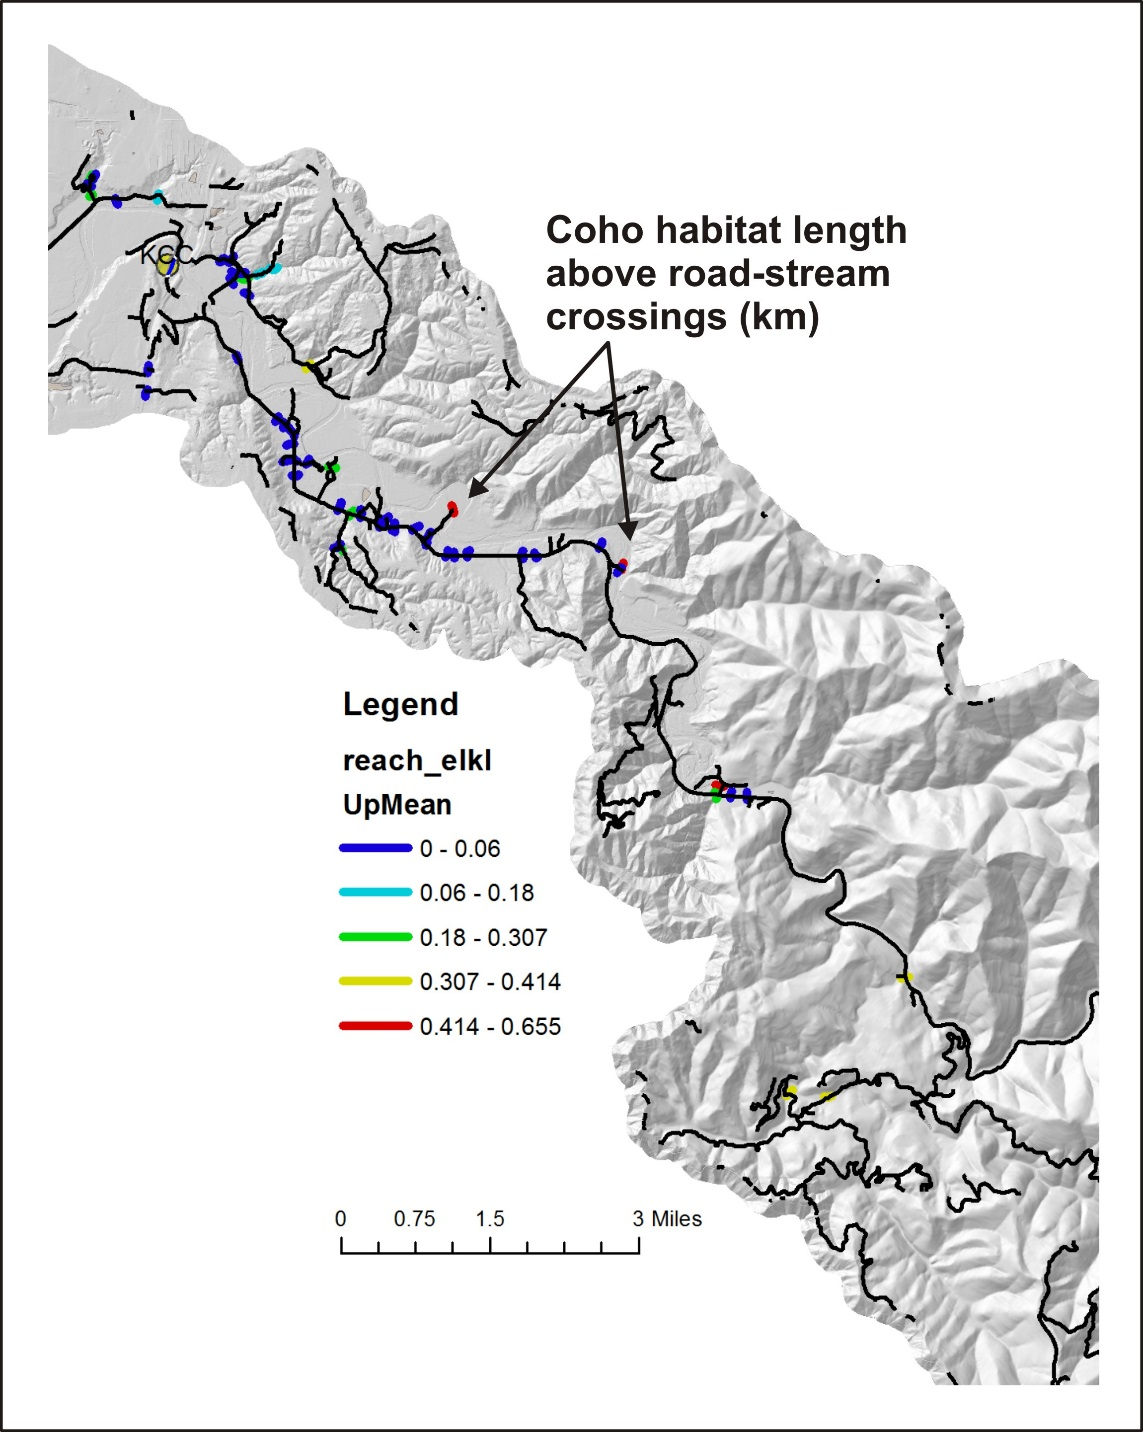 KCC
Coho habitat length
above road-stream
crossings (km)
Legend
reach_elkl
UpMean
0 - 0.06
0.06 - 0.18
0.18 - 0.307
0.307 - 0.414
0.414 - 0.655
0 0.75 1.5 3 Miles